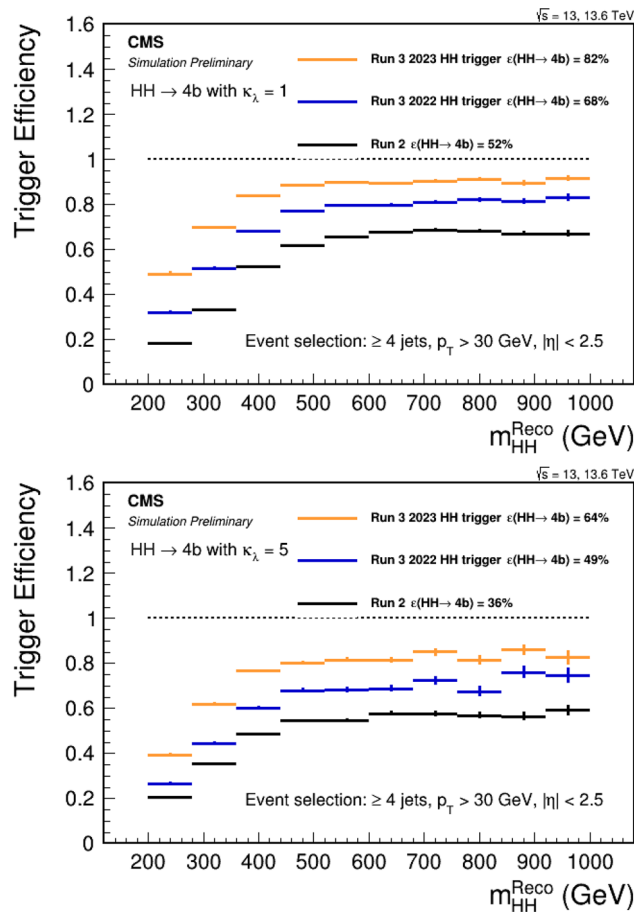 √s = 13, 13.6 TeV
1.6
CMS
Simulation Preliminary
Run 3 2023 HH trigger ε(HH→ 4b) = 82%
1.4
HH → 4b with κλ = 1
Run 3 2022 HH trigger ε(HH→ 4b) = 68%
1.2
Run 2 ε(HH→ 4b) = 52%
1
0.8
0.6
0.4
0.2
0
Trigger Efficiency
Event selection: ≥ 4 jets, pT > 30 GeV, |η| < 2.5
200 300 400 500 600 700 800 900 1000
mHH^Reco (GeV)
√s = 13, 13.6 TeV
1.6
CMS
Simulation Preliminary
Run 3 2023 HH trigger ε(HH→ 4b) = 64%
1.4
HH → 4b with κλ = 5
Run 3 2022 HH trigger ε(HH→ 4b) = 49%
1.2
Run 2 ε(HH→ 4b) = 36%
1
0.8
0.6
0.4
0.2
0
Trigger Efficiency
Event selection: ≥ 4 jets, pT > 30 GeV, |η| < 2.5
200 300 400 500 600 700 800 900 1000
mHH^Reco (GeV)